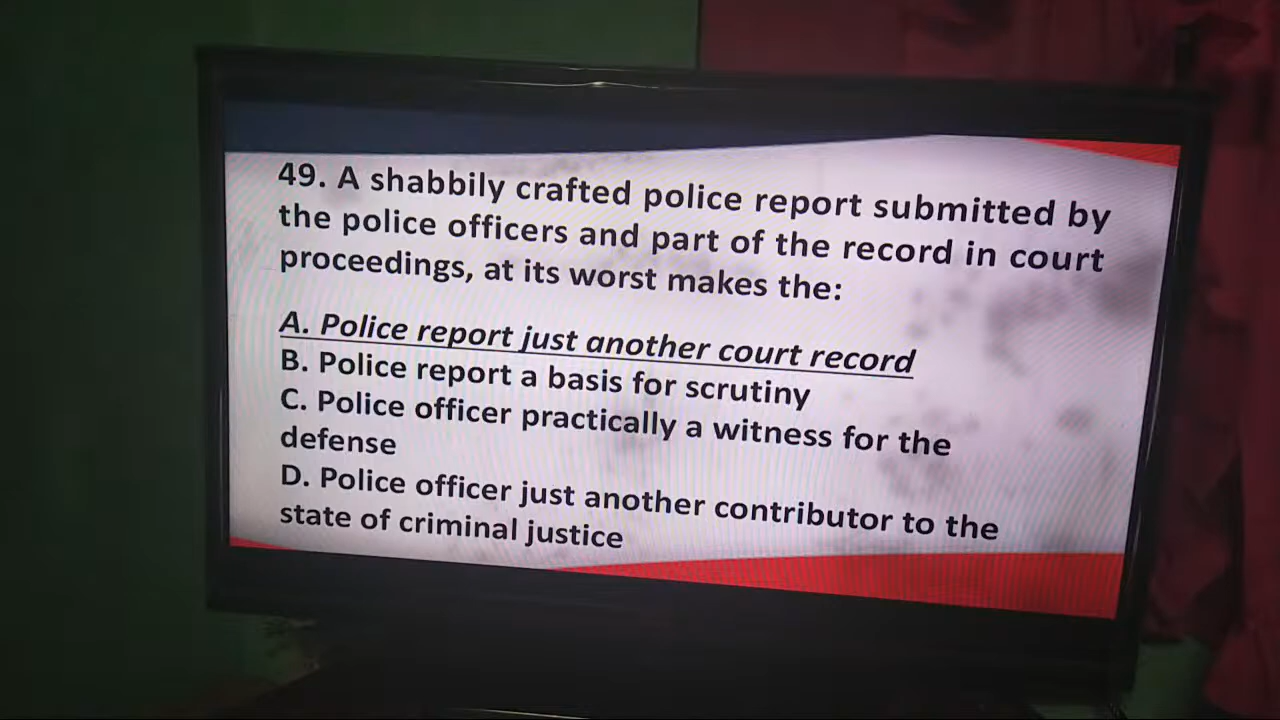 49. A shabbily crafted police report submitted by
the police officers and part of the record in court
proceedings, at its worst makes the:
A. Police report just another court record
B. Police report a basis for scrutiny
C. Police officer practically a witness for the
defense
D. Police officer just another contributor to the
state of criminal justice